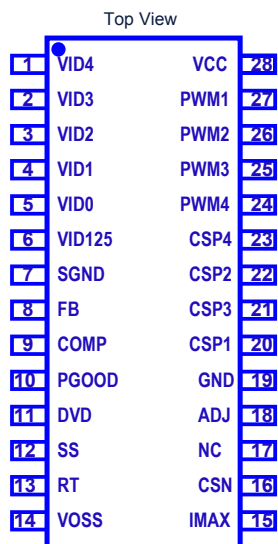 Top View
1 VID4 VCC 28
2 VID3 PWM1 27
3 VID2 PWM2 26
4 VID1 PWM3 25
5 VID0 PWM4 24
6 VID125 CSP4 23
7 SGND CSP2 22
8 FB CSP3 21
9 COMP CSP1 20
10 PGOOD GND 19
11 DVD ADJ 18
12 SS NC 17
13 RT CSN 16
14 VOSS IMAX 15